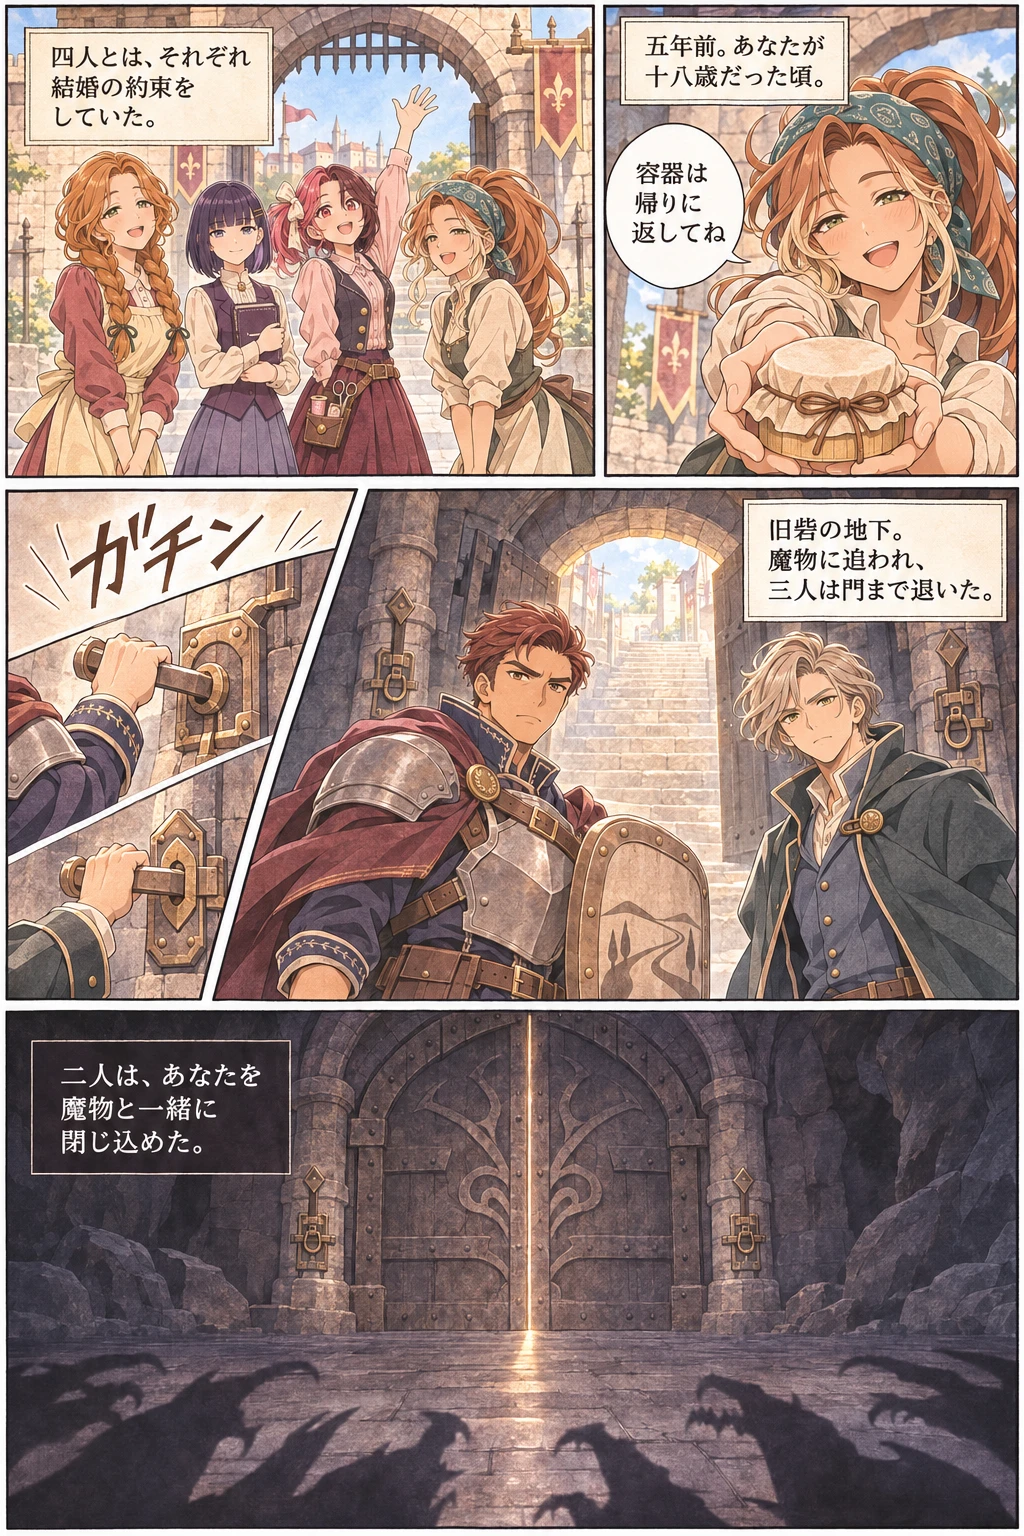 四人とは、それぞれ
結婚の約束を
していた。
五年前。あなたが
十八歳だった頃。
容器は
帰りに
返してね
ガチン
旧砦の地下。
魔物に追われ、
三人は門まで退いた。
二人は、あなたを
魔物と一緒に
閉じ込めた。